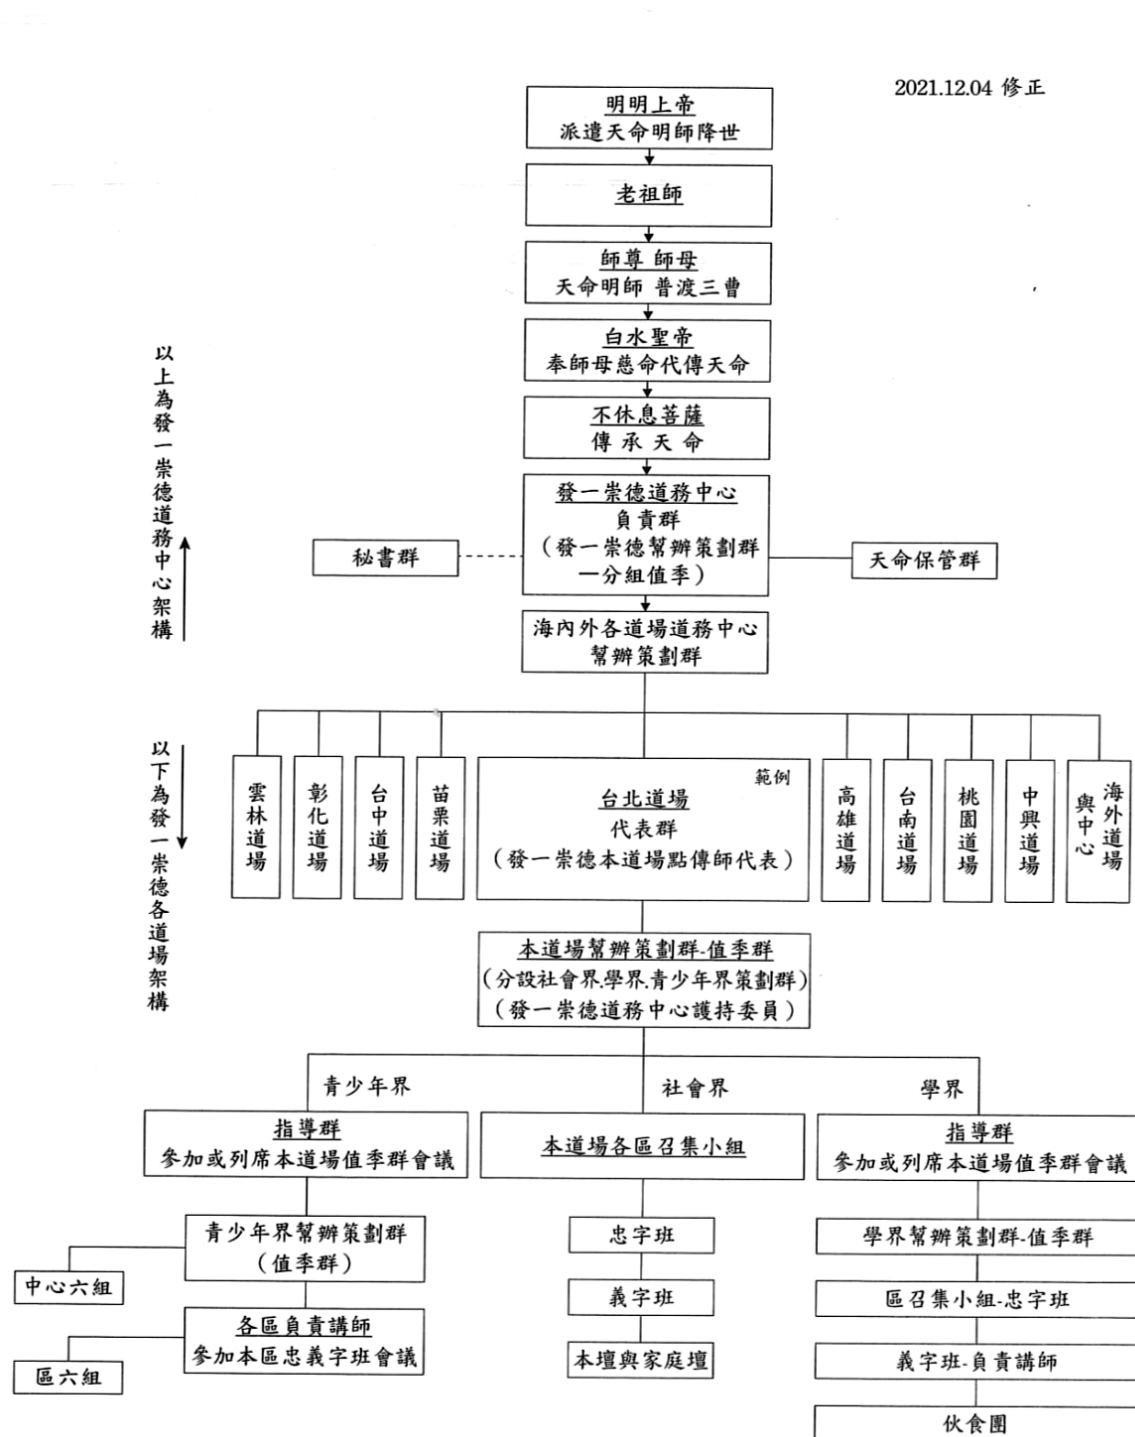 2021.12.04 修正
明明上帝
派遣天命明師降世
老祖師
師尊 師母
天命明師 普渡三曹
白水聖帝
奉師母慈命代傳天命
不休息菩薩
傳承天命
以上為發一崇德道務中心架構
發一崇德道務中心
負責群
（發一崇德幫辦策劃群
—分組值季）
秘書群
天命保管群
海內外各道場道務中心
幫辦策劃群
以下為發一崇德各道場架構
雲林道場
彰化道場
台中道場
苗栗道場
範例
台北道場
代表群
（發一崇德本道場點傳師代表）
高雄道場
台南道場
桃園道場
中興道場
海外道場
與中心
本道場幫辦策劃群-值季群
（分設社會界.學界.青少年界策劃群）
（發一崇德道務中心護持委員）
青少年界
社會界
學界
指導群
參加或列席本道場值季群會議
本道場各區召集小組
指導群
參加或列席本道場值季群會議
青少年界幫辦策劃群
（值季群）
忠字班
學界幫辦策劃群-值季群
中心六組
義字班
區召集小組-忠字班
各區負責講師
參加本區忠義字班會議
本壇與家庭壇
義字班-負責講師
區六組
伙食團